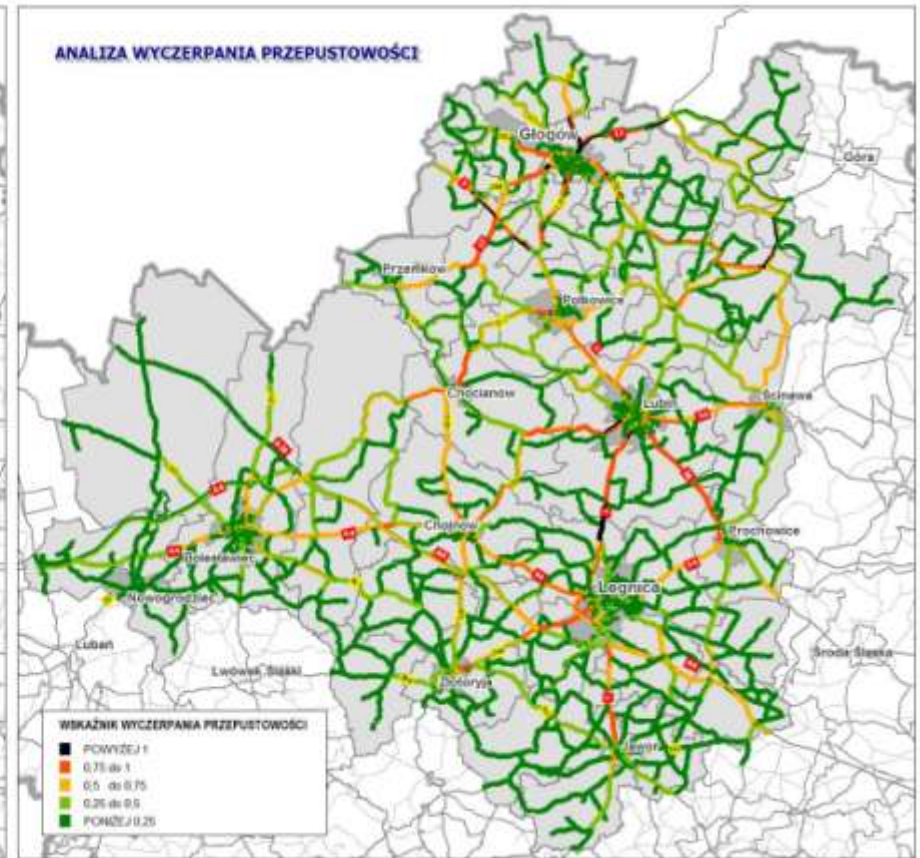 ANALIZA WYCZERPANIA PRZEPUSTOWOŚCI
Głogów
Góra
Przemków
Polkowice
Chocianów
Lubin
Ścinawa
Chojnów
Prochowice
Bolesławiec
Legnica
Nowogrodziec
Lubań
Lwówek Śląski
Złotoryja
Środa Śląska
Jawor
WSKAŹNIK WYCZERPANIA PRZEPUSTOWOŚCI
POWYŻEJ 1
0,75 do 1
0,5 do 0,75
0,25 do 0,5
PONIŻEJ 0,25